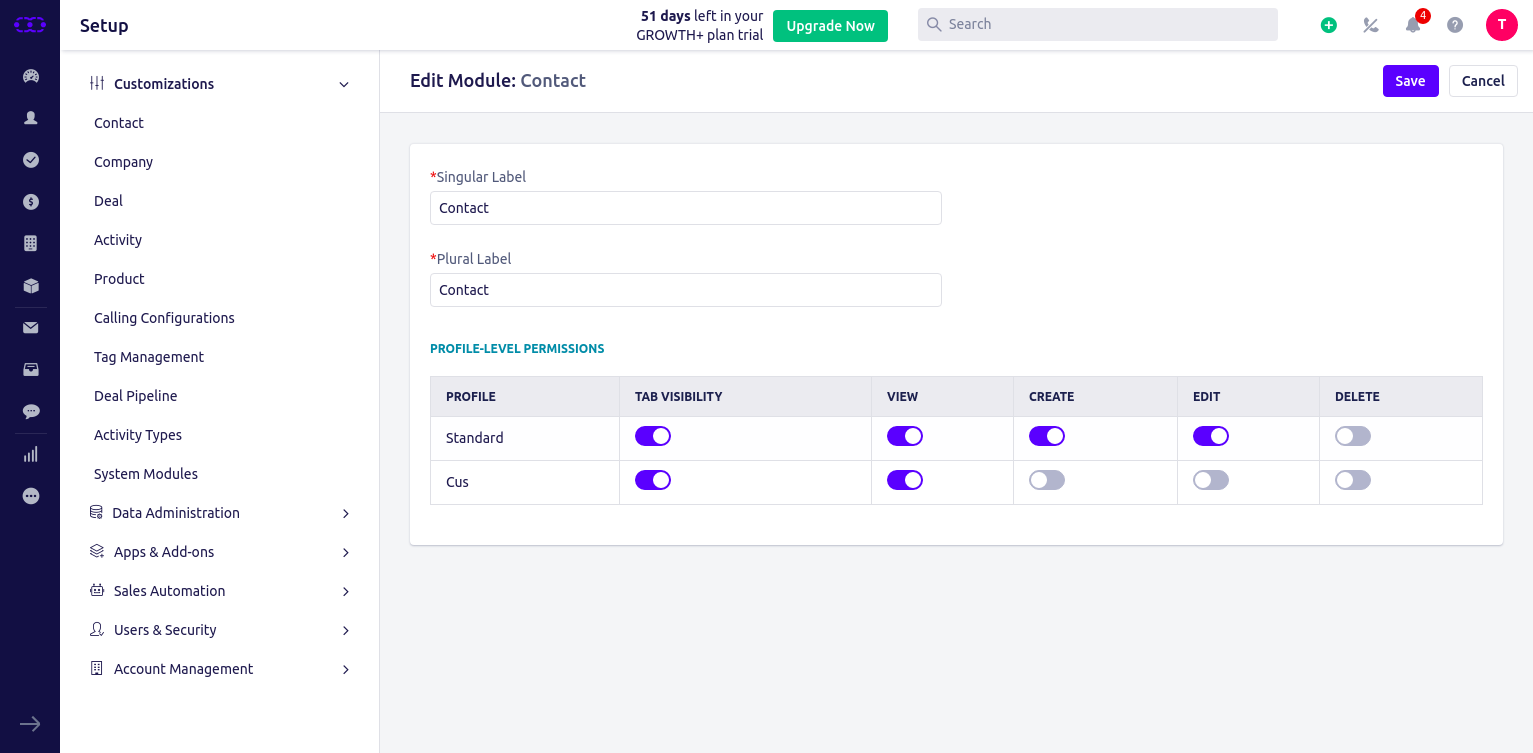 Setup
51 days left in your
GROWTH+ plan trial
Upgrade Now
Search
4
?
T
Customizations
Contact
Company
Deal
Activity
Product
Calling Configurations
Tag Management
Deal Pipeline
Activity Types
System Modules
Data Administration
Apps & Add-ons
Sales Automation
Users & Security
Account Management
Edit Module: Contact
Save
Cancel
*Singular Label
Contact
*Plural Label
Contact
PROFILE-LEVEL PERMISSIONS
PROFILE TAB VISIBILITY VIEW CREATE EDIT DELETE
Standard
Cus